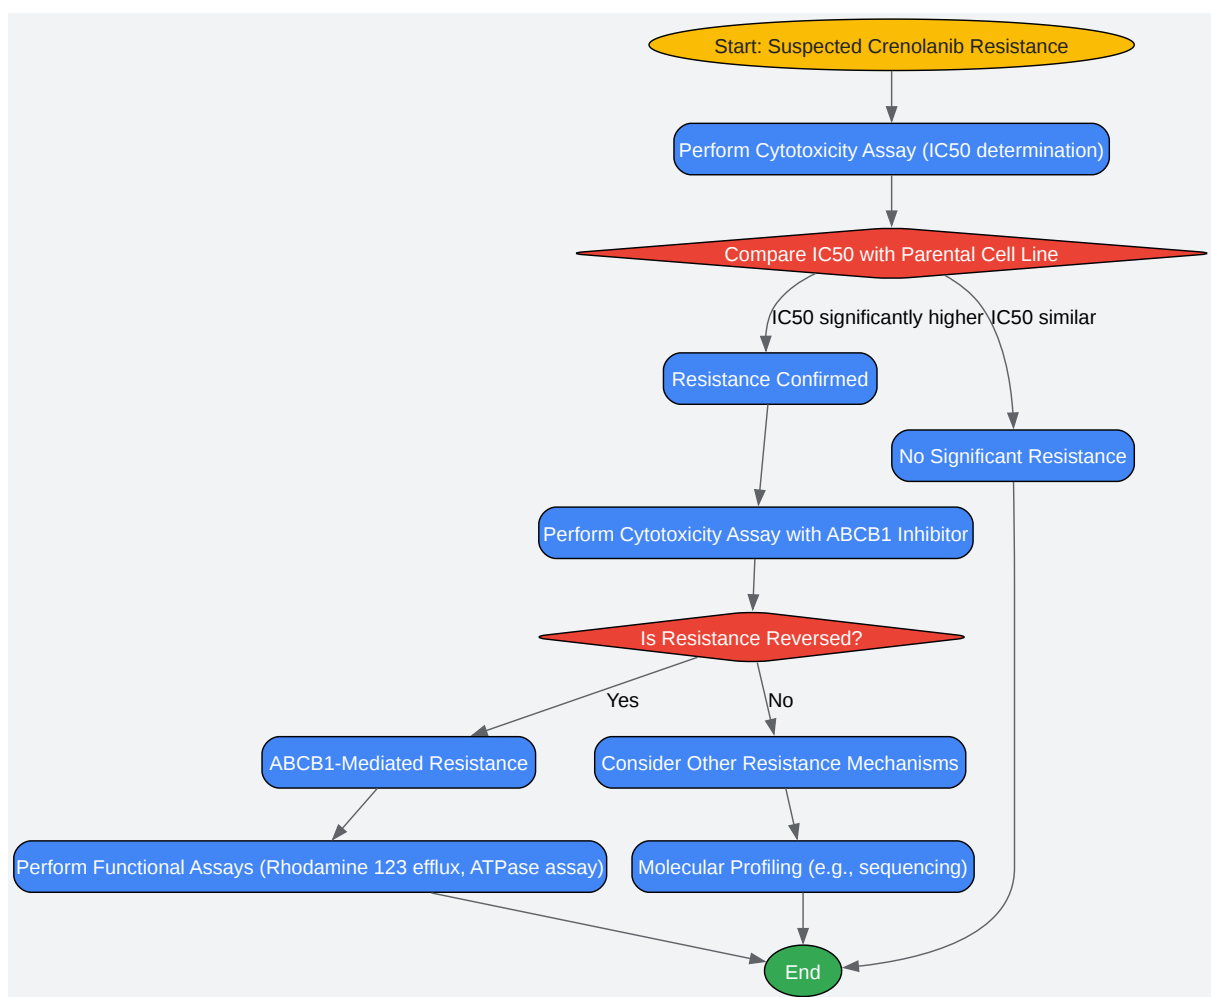 Start: Suspected Crenolanib Resistance
Perform Cytotoxicity Assay (IC50 determination)
Compare IC50 with Parental Cell Line
IC50 significantly higher
IC50 similar
Resistance Confirmed
No Significant Resistance
Perform Cytotoxicity Assay with ABCB1 Inhibitor
Is Resistance Reversed?
Yes
No
ABCB1-Mediated Resistance
Consider Other Resistance Mechanisms
Perform Functional Assays (Rhodamine 123 efflux, ATPase assay)
Molecular Profiling (e.g., sequencing)
End